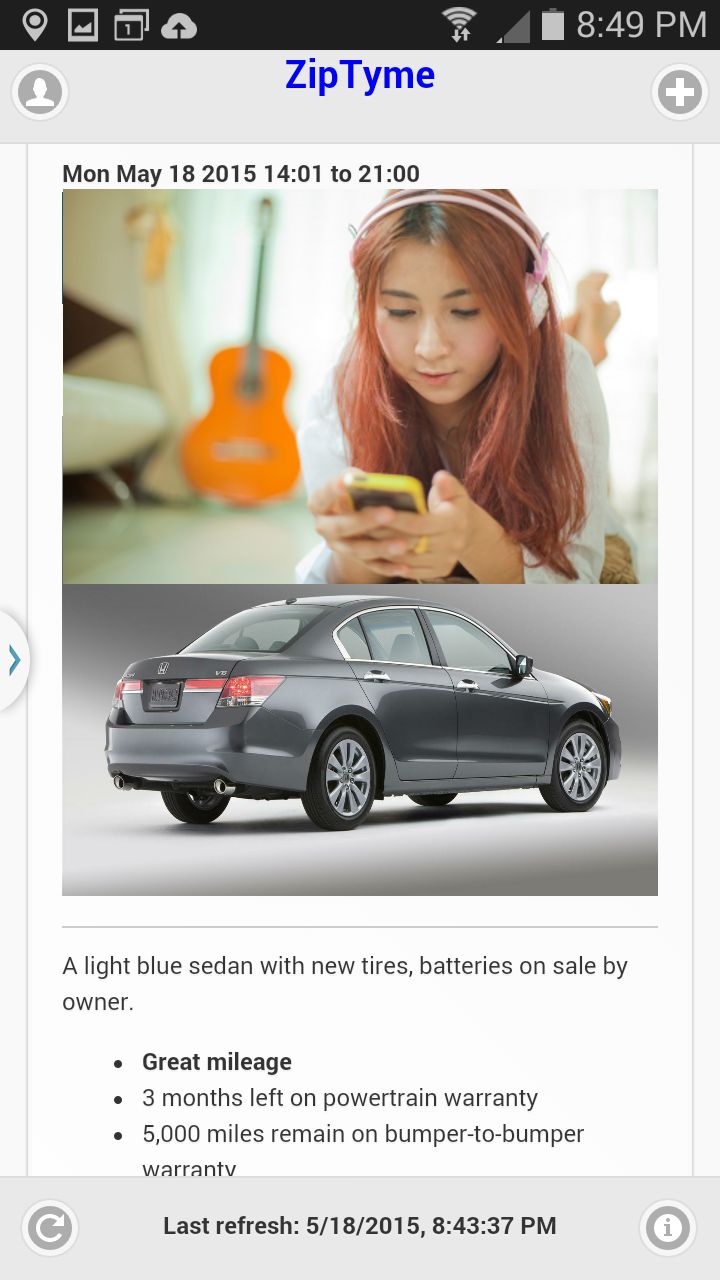 1
8:49 PM
ZipTyme
Mon May 18 2015 14:01 to 21:00
V6
A light blue sedan with new tires, batteries on sale by
owner.
• Great mileage
• 3 months left on powertrain warranty
• 5,000 miles remain on bumper-to-bumper
warranty
Last refresh: 5/18/2015, 8:43:37 PM